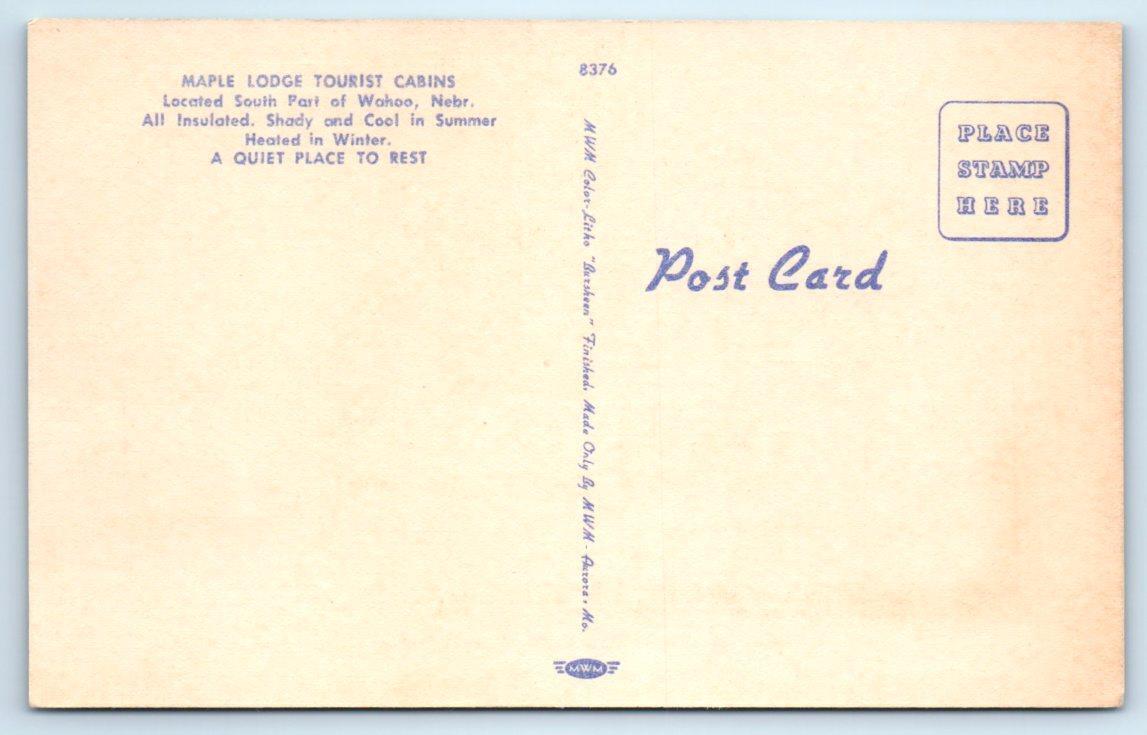 MAPLE LODGE TOURIST CABINS
Located South Part of Wahoo, Nebr.
All Insulated. Shady and Cool in Summer
Heated in Winter.
A QUIET PLACE TO REST
8376
MWM Color-Litho "Bursheen" Finished, Made Only By MWM - Aurora, Mo.
MWM
Post Card
PLACE
STAMP
HERE